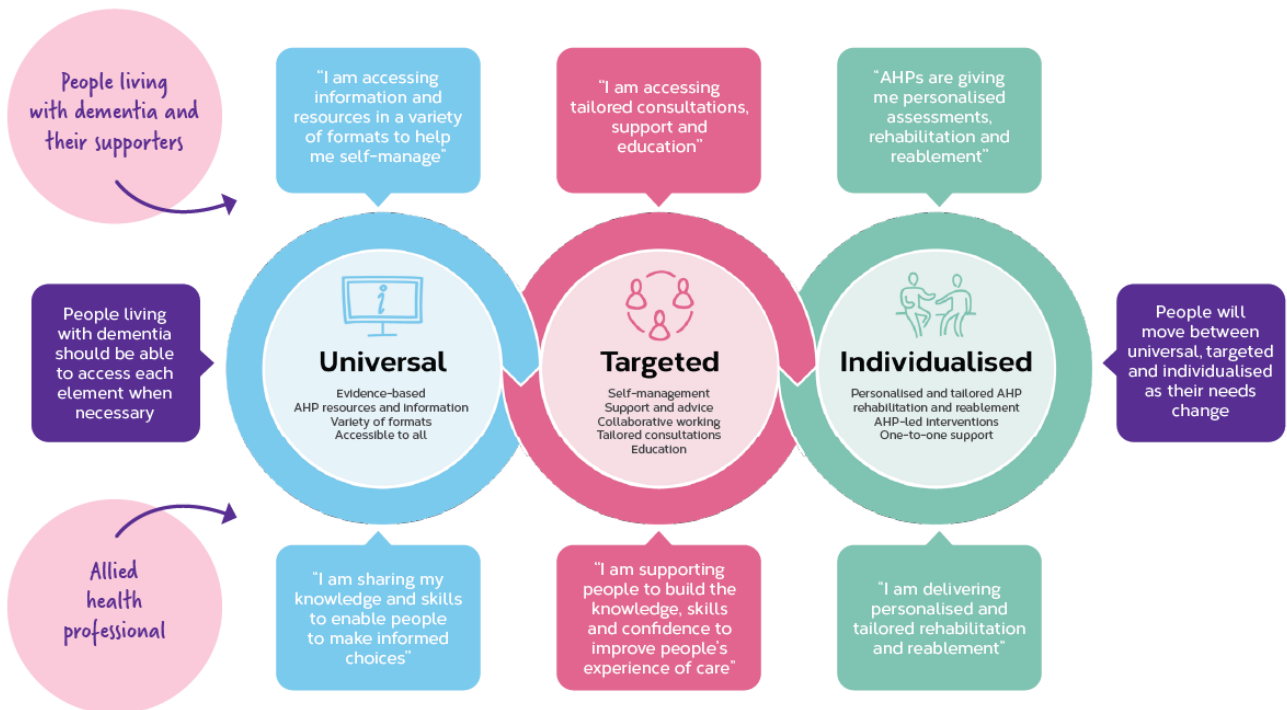 People living
with dementia and
their supporters
"I am accessing
information and
resources in a variety
of formats to help
me self-manage"
"I am accessing
tailored consultations,
support and
education"
"AHPs are giving
me personalised
assessments,
rehabilitation and
reablement"
People living
with dementia
should be able
to access each
element when
necessary
i
Universal
Evidence-based
AHP resources and information
Variety of formats
Accessible to all
Targeted
Self-management
Support and advice
Collaborative working
Tailored consultations
Education
Individualised
Personalised and tailored AHP
rehabilitation and reablement
AHP-led interventions
One-to-one support
People will
move between
universal, targeted
and individualised
as their needs
change
Allied
health
professional
"I am sharing my
knowledge and skills
to enable people
to make informed
choices"
"I am supporting
people to build the
knowledge, skills
and confidence to
improve people's
experience of care"
"I am delivering
personalised and
tailored rehabilitation
and reablement"